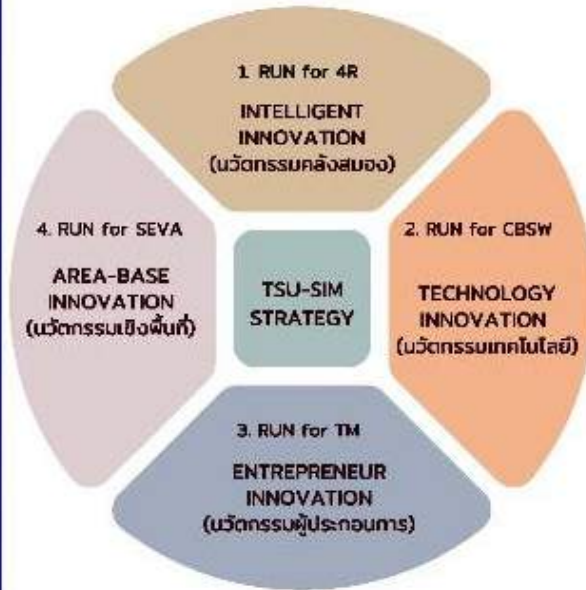 1. RUN for 4R
INTELLIGENT
INNOVATION
(นวัตกรรมคลังสมอง)
2. RUN for CBSW
TECHNOLOGY
INNOVATION
(นวัตกรรมเทคโนโลยี)
3. RUN for TM
ENTREPRENEUR
INNOVATION
(นวัตกรรมผู้ประกอบการ)
4. RUN for SEVA
AREA-BASE
INNOVATION
(นวัตกรรมเชิงพื้นที่)
TSU-SIM
STRATEGY